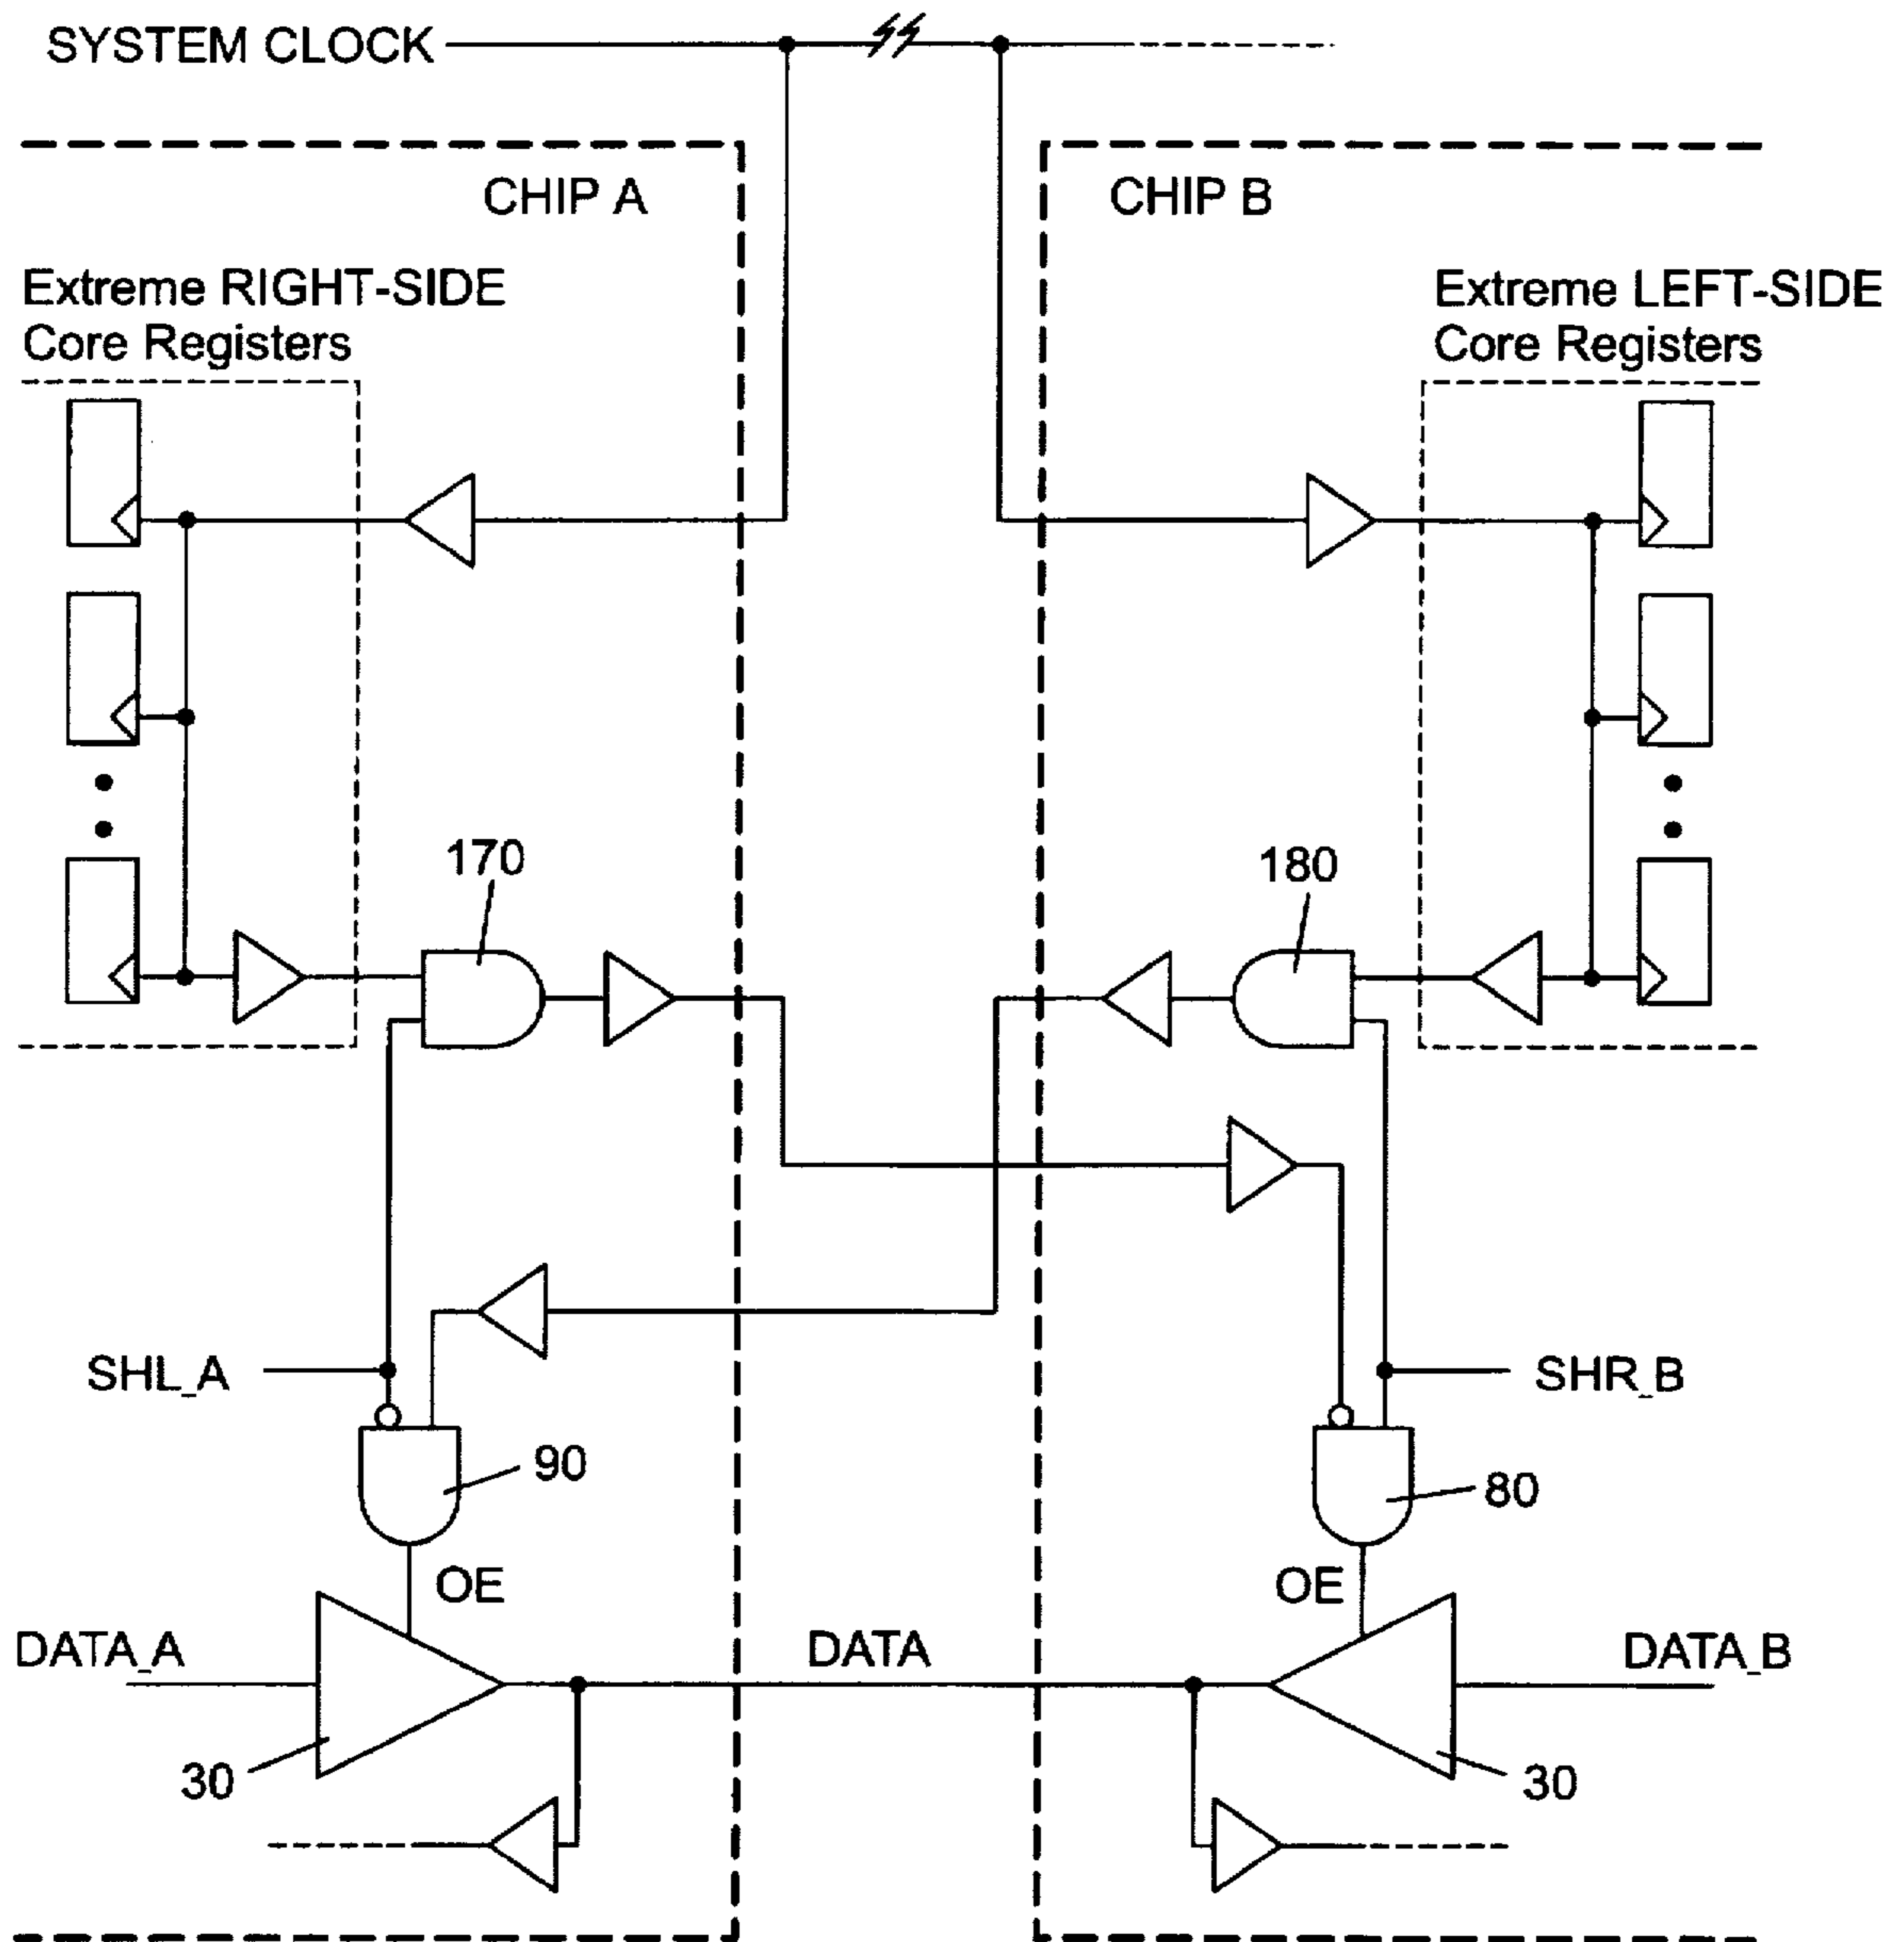 SYSTEM CLOCK
CHIP A
CHIP B
Extreme RIGHT-SIDE
Core Registers
Extreme LEFT-SIDE
Core Registers
170
180
SHL_A
SHR_B
90
80
OE
OE
DATA_A
DATA
DATA_B
30
30